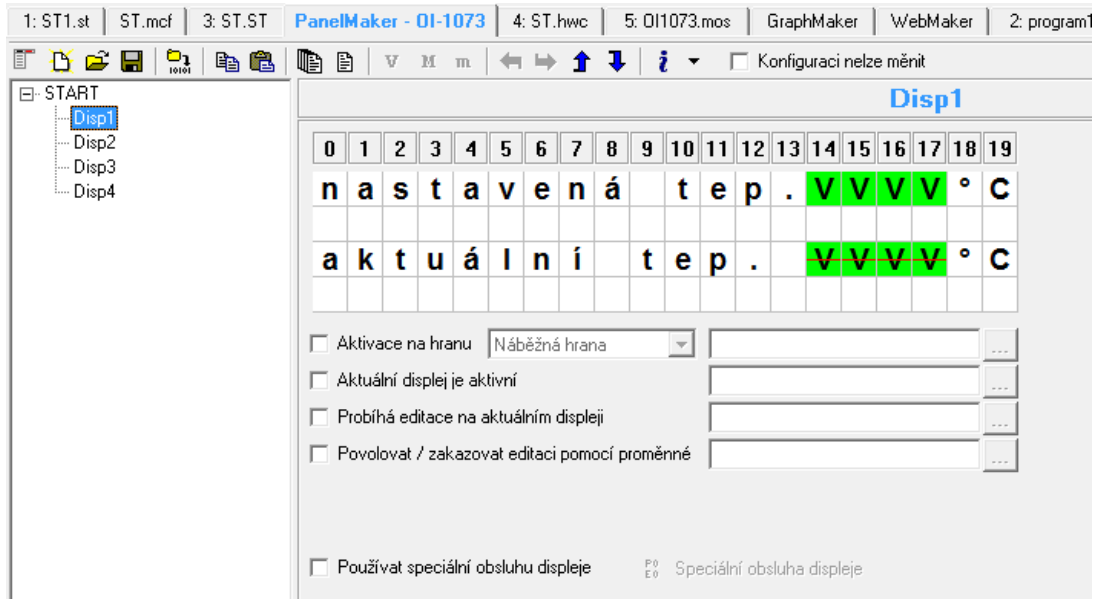 1: ST1.st ST.mcf 3: ST.ST PanelMaker - OI-1073 4: ST.hwc 5: OI1073.mos GraphMaker WebMaker 2: program1
V M m i Konfiguraci nelze měnit
START
Disp1
Disp1
Disp2
Disp3
Disp4
0 1 2 3 4 5 6 7 8 9 10 11 12 13 14 15 16 17 18 19
nastavená tep.VVVV°C
aktuální tep. VVVV°C
Aktivace na hranu Náběžná hrana ...
Aktuální displej je aktivní ...
Probíhá editace na aktuálním displeji ...
Povolovat / zakazovat editaci pomocí proměnné ...
Používat speciální obsluhu displeje Speciální obsluha displeje